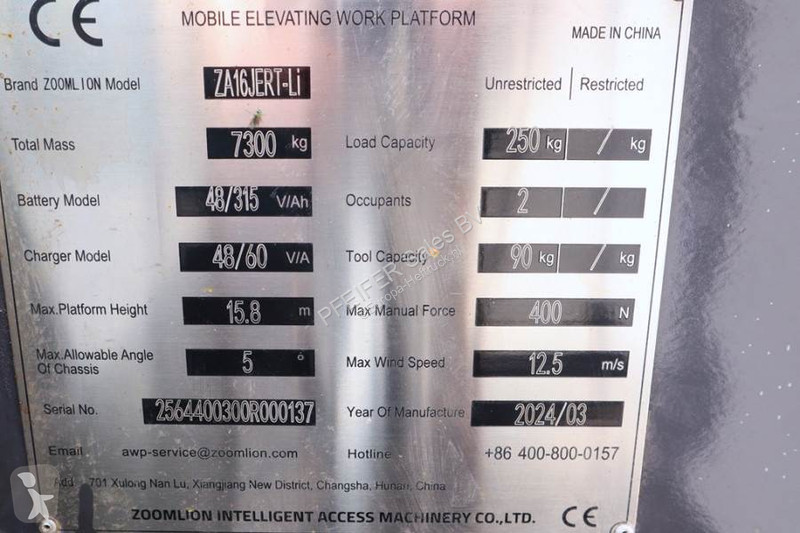 CE MOBILE ELEVATING WORK PLATFORM
MADE IN CHINA
Brand ZOOMLION Model ZA16JERT-Li Unrestricted Restricted
Total Mass 7300 kg Load Capacity 250 kg / kg
Battery Model 48/315 V/Ah Occupants 2 /
Charger Model 48/60 V/A Tool Capacity 90 kg / kg
Max.Platform Height 15.8 m Max Manual Force 400 N
Max.Allowable Angle Of Chassis 5 ° Max Wind Speed 12.5 m/s
Serial No. 2564400300R000137 Year Of Manufacture 2024/03
Email awp-service@zoomlion.com Hotline +86 400-800-0157
Add 701 Xulong Nan Lu, Xiangjiang New District, Changsha, Hunan, China
ZOOMLION INTELLIGENT ACCESS MACHINERY CO.,LTD. CE
PFEIFER Sales B.V.